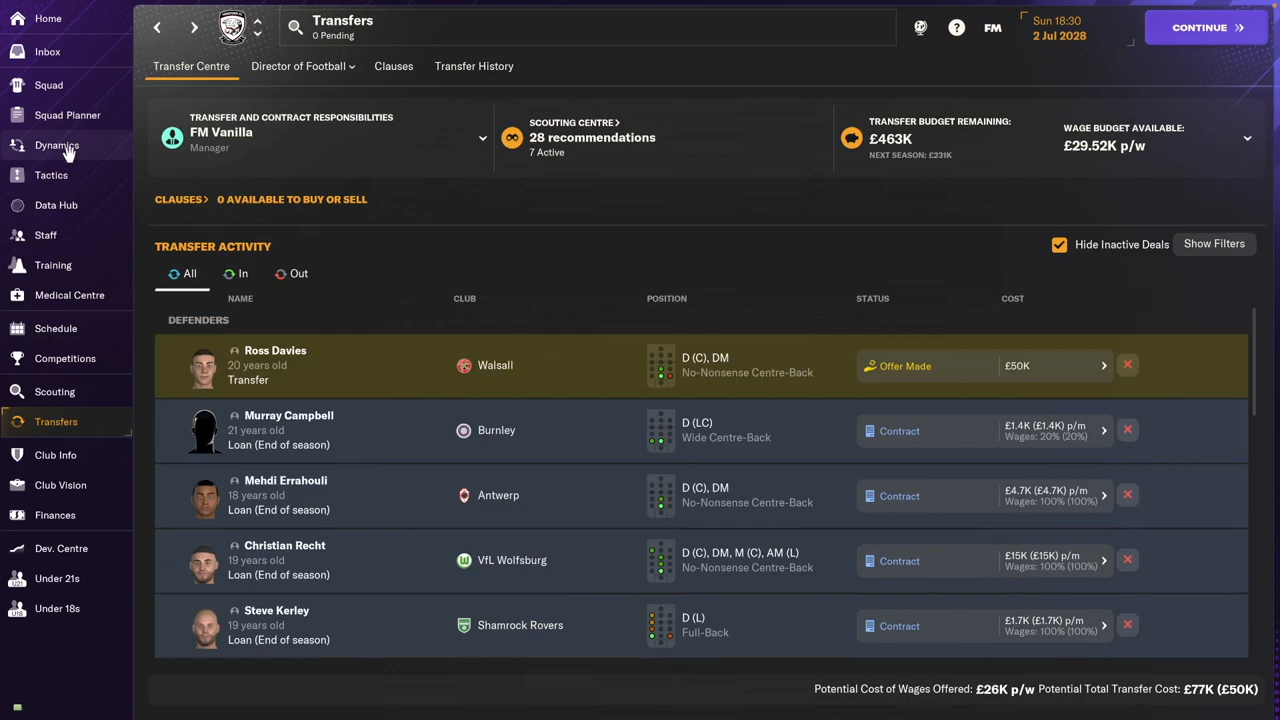 Home
Inbox
Squad
Squad Planner
Dynamics
Tactics
Data Hub
Staff
Training
Medical Centre
Schedule
Competitions
Scouting
Transfers
Club Info
Club Vision
Finances
Dev. Centre
U21
Under 21s
U18
Under 18s
Transfers
0 Pending
?
FM
Sun 18:30
2 Jul 2028
CONTINUE
Transfer Centre
Director of Football
Clauses
Transfer History
TRANSFER AND CONTRACT RESPONSIBILITIES
FM Vanilla
Manager
SCOUTING CENTRE>
28 recommendations
7 Active
TRANSFER BUDGET REMAINING:
£463K
NEXT SEASON: £231K
WAGE BUDGET AVAILABLE:
£29.52K p/w
CLAUSES> 0 AVAILABLE TO BUY OR SELL
TRANSFER ACTIVITY
Hide Inactive Deals
Show Filters
All
In
Out
NAME CLUB POSITION STATUS COST
DEFENDERS
Ross Davies
20 years old
Transfer
Walsall
D (C), DM
No-Nonsense Centre-Back
Offer Made
£50K
Murray Campbell
21 years old
Loan (End of season)
Burnley
D (LC)
Wide Centre-Back
Contract
£1.4K (£1.4K) p/m
Wages: 20% (20%)
Mehdi Errahouli
18 years old
Loan (End of season)
Antwerp
D (C), DM
No-Nonsense Centre-Back
Contract
£4.7K (£4.7K) p/m
Wages: 100% (100%)
Christian Recht
19 years old
Loan (End of season)
VfL Wolfsburg
D (C), DM, M (C), AM (L)
No-Nonsense Centre-Back
Contract
£15K (£15K) p/m
Wages: 100% (100%)
Steve Kerley
19 years old
Loan (End of season)
Shamrock Rovers
D (L)
Full-Back
Contract
£1.7K (£1.7K) p/m
Wages: 100% (100%)
Potential Cost of Wages Offered: £26K p/w Potential Total Transfer Cost: £77K (£50K)